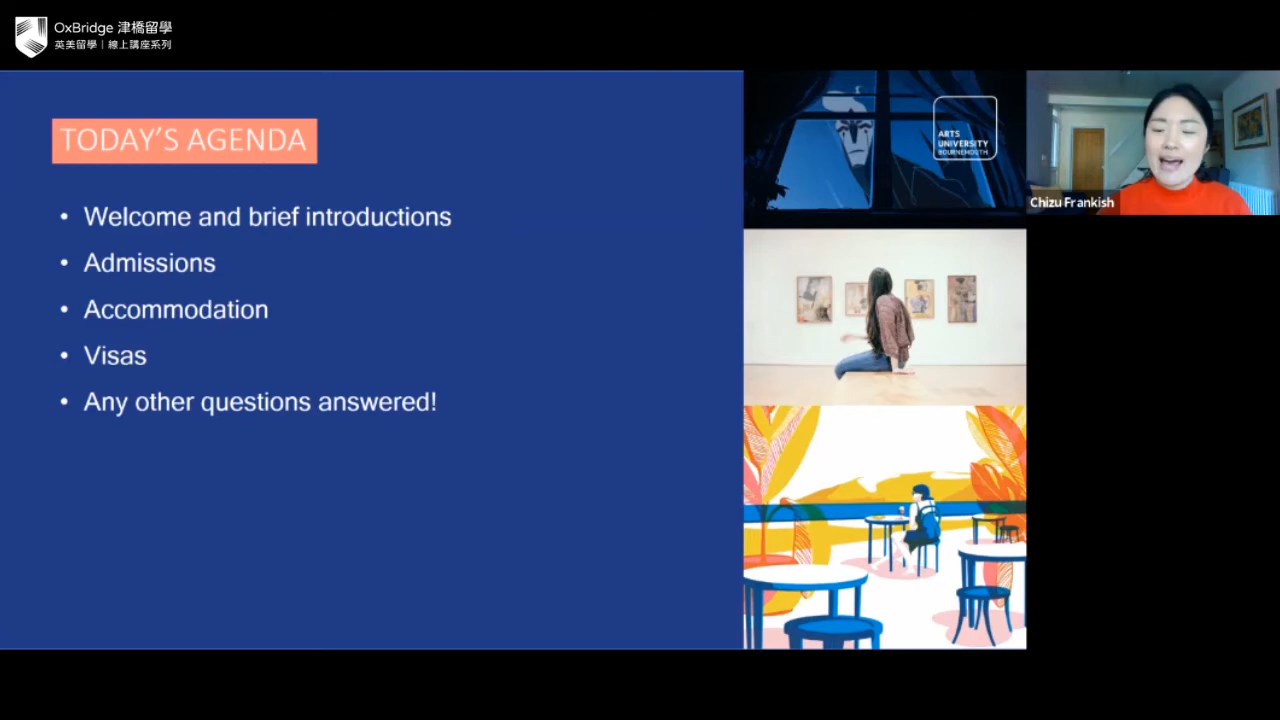 OxBridge 津橋留學
英美留學 | 線上講座系列
TODAY'S AGENDA
• Welcome and brief introductions
• Admissions
• Accommodation
• Visas
• Any other questions answered!
ARTS
UNIVERSITY
BOURNEMOUTH
Chizu Frankish